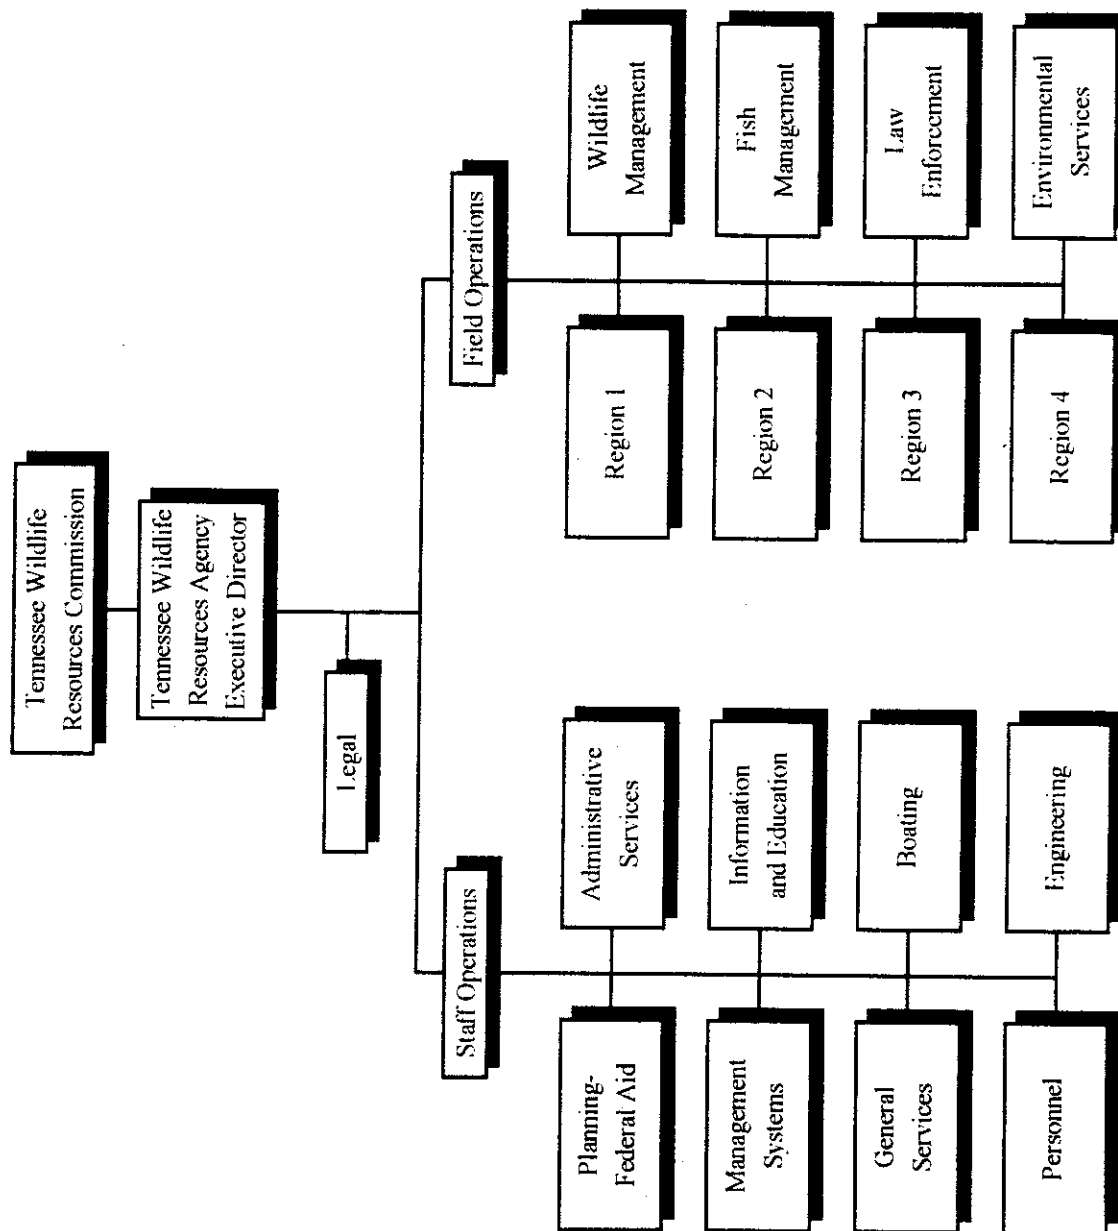 Tennessee Wildlife
Resources Commission
Tennessee Wildlife
Resources Agency
Executive Director
Legal
Staff Operations
Field Operations
Planning-
Federal Aid
Administrative
Services
Region 1
Wildlife
Management
Management
Systems
Information
and Education
Region 2
Fish
Management
General
Services
Boating
Region 3
Law
Enforcement
Personnel
Engineering
Region 4
Environmental
Services